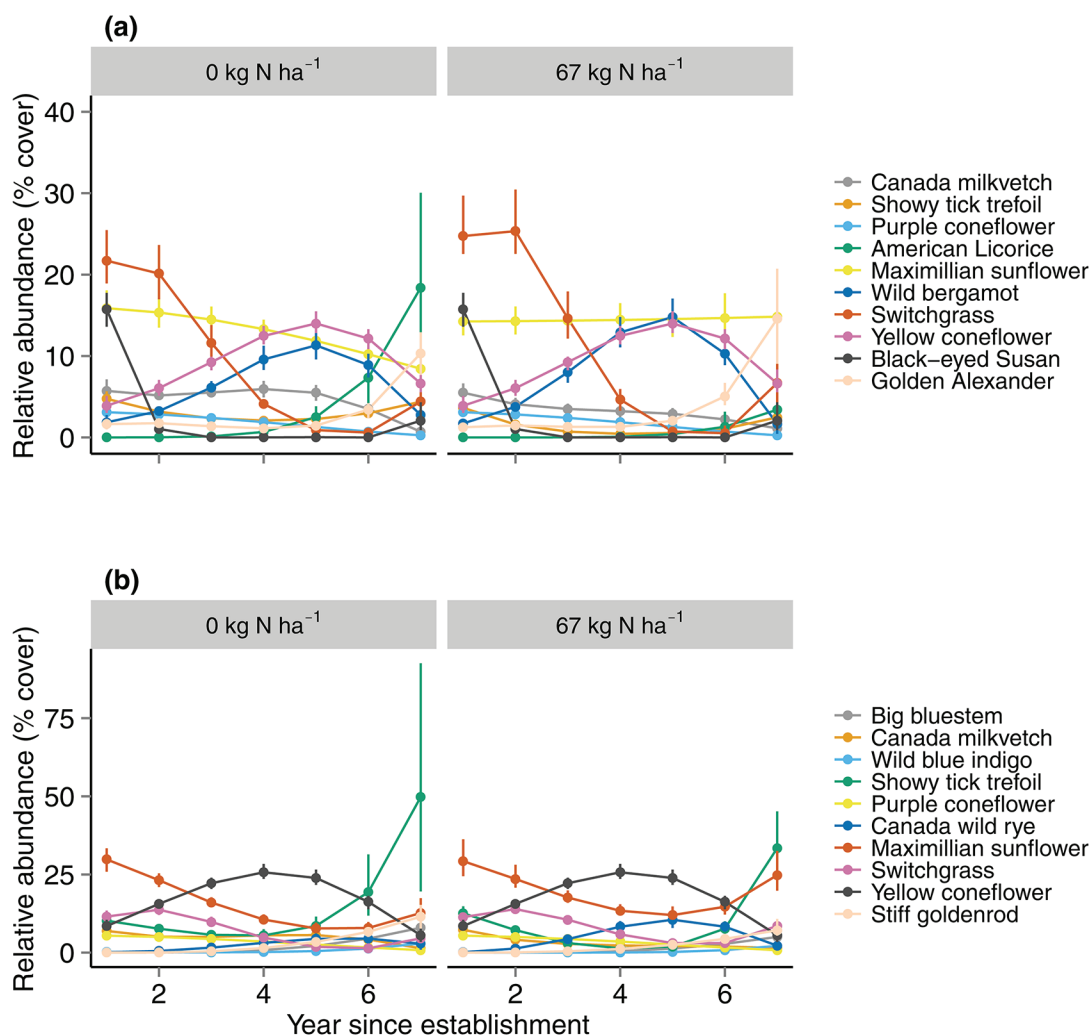 (a)
0 kg N ha⁻¹
67 kg N ha⁻¹
Relative abundance (% cover)
40
30
20
10
0
Canada milkvetch
Showy tick trefoil
Purple coneflower
American Licorice
Maximillian sunflower
Wild bergamot
Switchgrass
Yellow coneflower
Black−eyed Susan
Golden Alexander
(b)
0 kg N ha⁻¹
67 kg N ha⁻¹
Relative abundance (% cover)
75
50
25
0
2 4 6
2 4 6
Year since establishment
Big bluestem
Canada milkvetch
Wild blue indigo
Showy tick trefoil
Purple coneflower
Canada wild rye
Maximillian sunflower
Switchgrass
Yellow coneflower
Stiff goldenrod